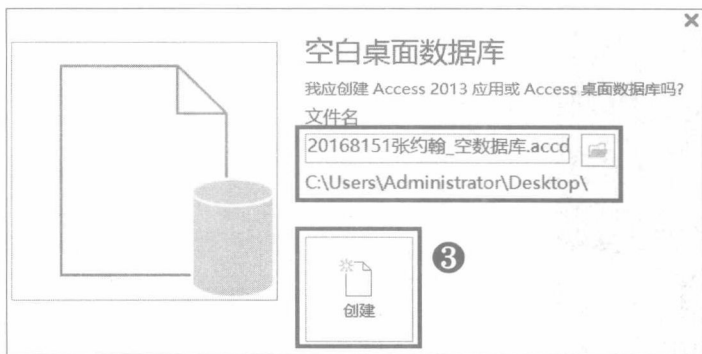 空白桌面数据库
我应创建 Access 2013 应用或 Access 桌面数据库吗?
文件名
20168151张约翰_空数据库.accd
C:\Users\Administrator\Desktop\
❸
创建